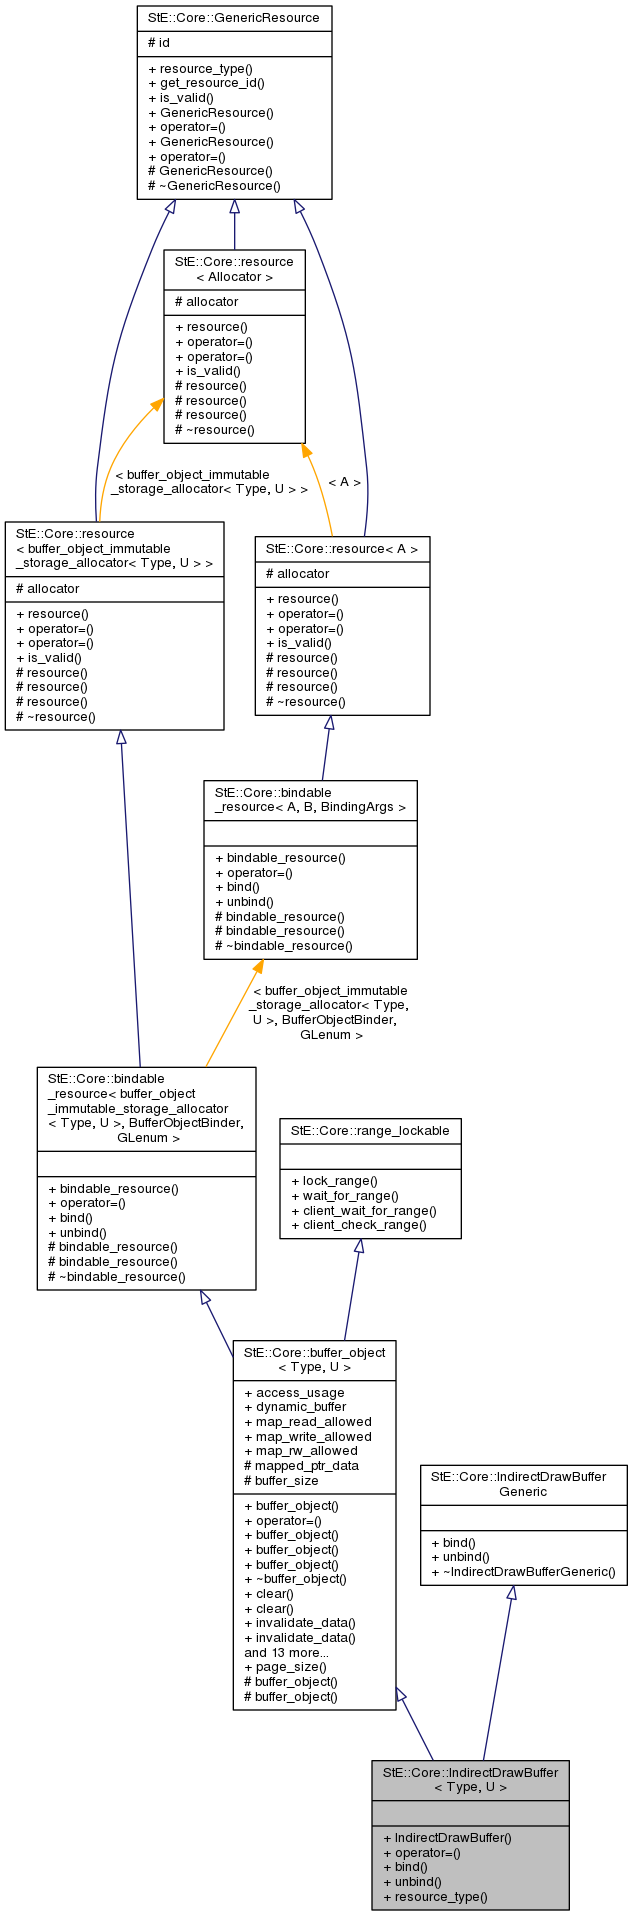 StE::Core::GenericResource
# id
+ resource_type()
+ get_resource_id()
+ is_valid()
+ GenericResource()
+ operator=()
+ GenericResource()
+ operator=()
# GenericResource()
# ~GenericResource()
StE::Core::resource
< Allocator >
# allocator
+ resource()
+ operator=()
+ operator=()
+ is_valid()
# resource()
# resource()
# resource()
# ~resource()
< buffer_object_immutable
_storage_allocator< Type, U > >
< A >
StE::Core::resource
< buffer_object_immutable
_storage_allocator< Type, U > >
# allocator
+ resource()
+ operator=()
+ operator=()
+ is_valid()
# resource()
# resource()
# resource()
# ~resource()
StE::Core::resource< A >
# allocator
+ resource()
+ operator=()
+ operator=()
+ is_valid()
# resource()
# resource()
# resource()
# ~resource()
StE::Core::bindable
_resource< A, B, BindingArgs >
+ bindable_resource()
+ operator=()
+ bind()
+ unbind()
# bindable_resource()
# bindable_resource()
# ~bindable_resource()
< buffer_object_immutable
_storage_allocator< Type,
U >, BufferObjectBinder,
GLenum >
StE::Core::bindable
_resource< buffer_object
_immutable_storage_allocator
< Type, U >, BufferObjectBinder,
GLenum >
+ bindable_resource()
+ operator=()
+ bind()
+ unbind()
# bindable_resource()
# bindable_resource()
# ~bindable_resource()
StE::Core::range_lockable
+ lock_range()
+ wait_for_range()
+ client_wait_for_range()
+ client_check_range()
StE::Core::buffer_object
< Type, U >
+ access_usage
+ dynamic_buffer
+ map_read_allowed
+ map_write_allowed
+ map_rw_allowed
# mapped_ptr_data
# buffer_size
+ buffer_object()
+ operator=()
+ buffer_object()
+ buffer_object()
+ buffer_object()
+ ~buffer_object()
+ clear()
+ clear()
+ invalidate_data()
+ invalidate_data()
and 13 more...
+ page_size()
# buffer_object()
# buffer_object()
StE::Core::IndirectDrawBuffer
Generic
+ bind()
+ unbind()
+ ~IndirectDrawBufferGeneric()
StE::Core::IndirectDrawBuffer
< Type, U >
+ IndirectDrawBuffer()
+ operator=()
+ bind()
+ unbind()
+ resource_type()